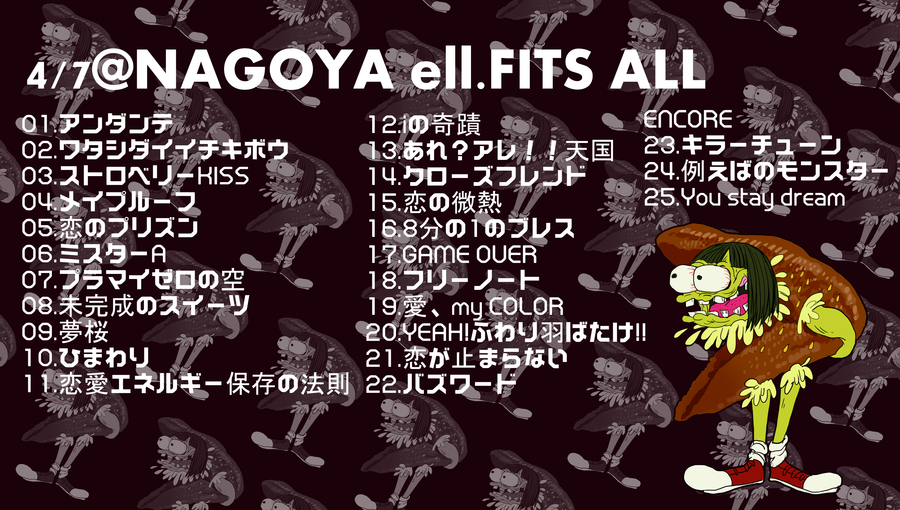 4/7@NAGOYA ell.FITS ALL
01.アンダンテ
02.ワタシダイイチキボウ
03.ストロベリーKISS
04.メイプルーフ
05.恋のプリズン
06.ミスターA
07.プラマイゼロの空
08.未完成のスイーツ
09.夢桜
10.ひまわり
11.恋愛エネルギー保存の法則
12.iの奇蹟
13.あれ?アレ!!天国
14.クローズフレンド
15.恋の微熱
16.8分の1のブレス
17.GAME OVER
18.フリーノート
19.愛、my COLOR
20.YEAH!ふわり羽ばたけ!!
21.恋が止まらない
22.バズワード
ENCORE
23.キラーチューン
24.例えばのモンスター
25.You stay dream